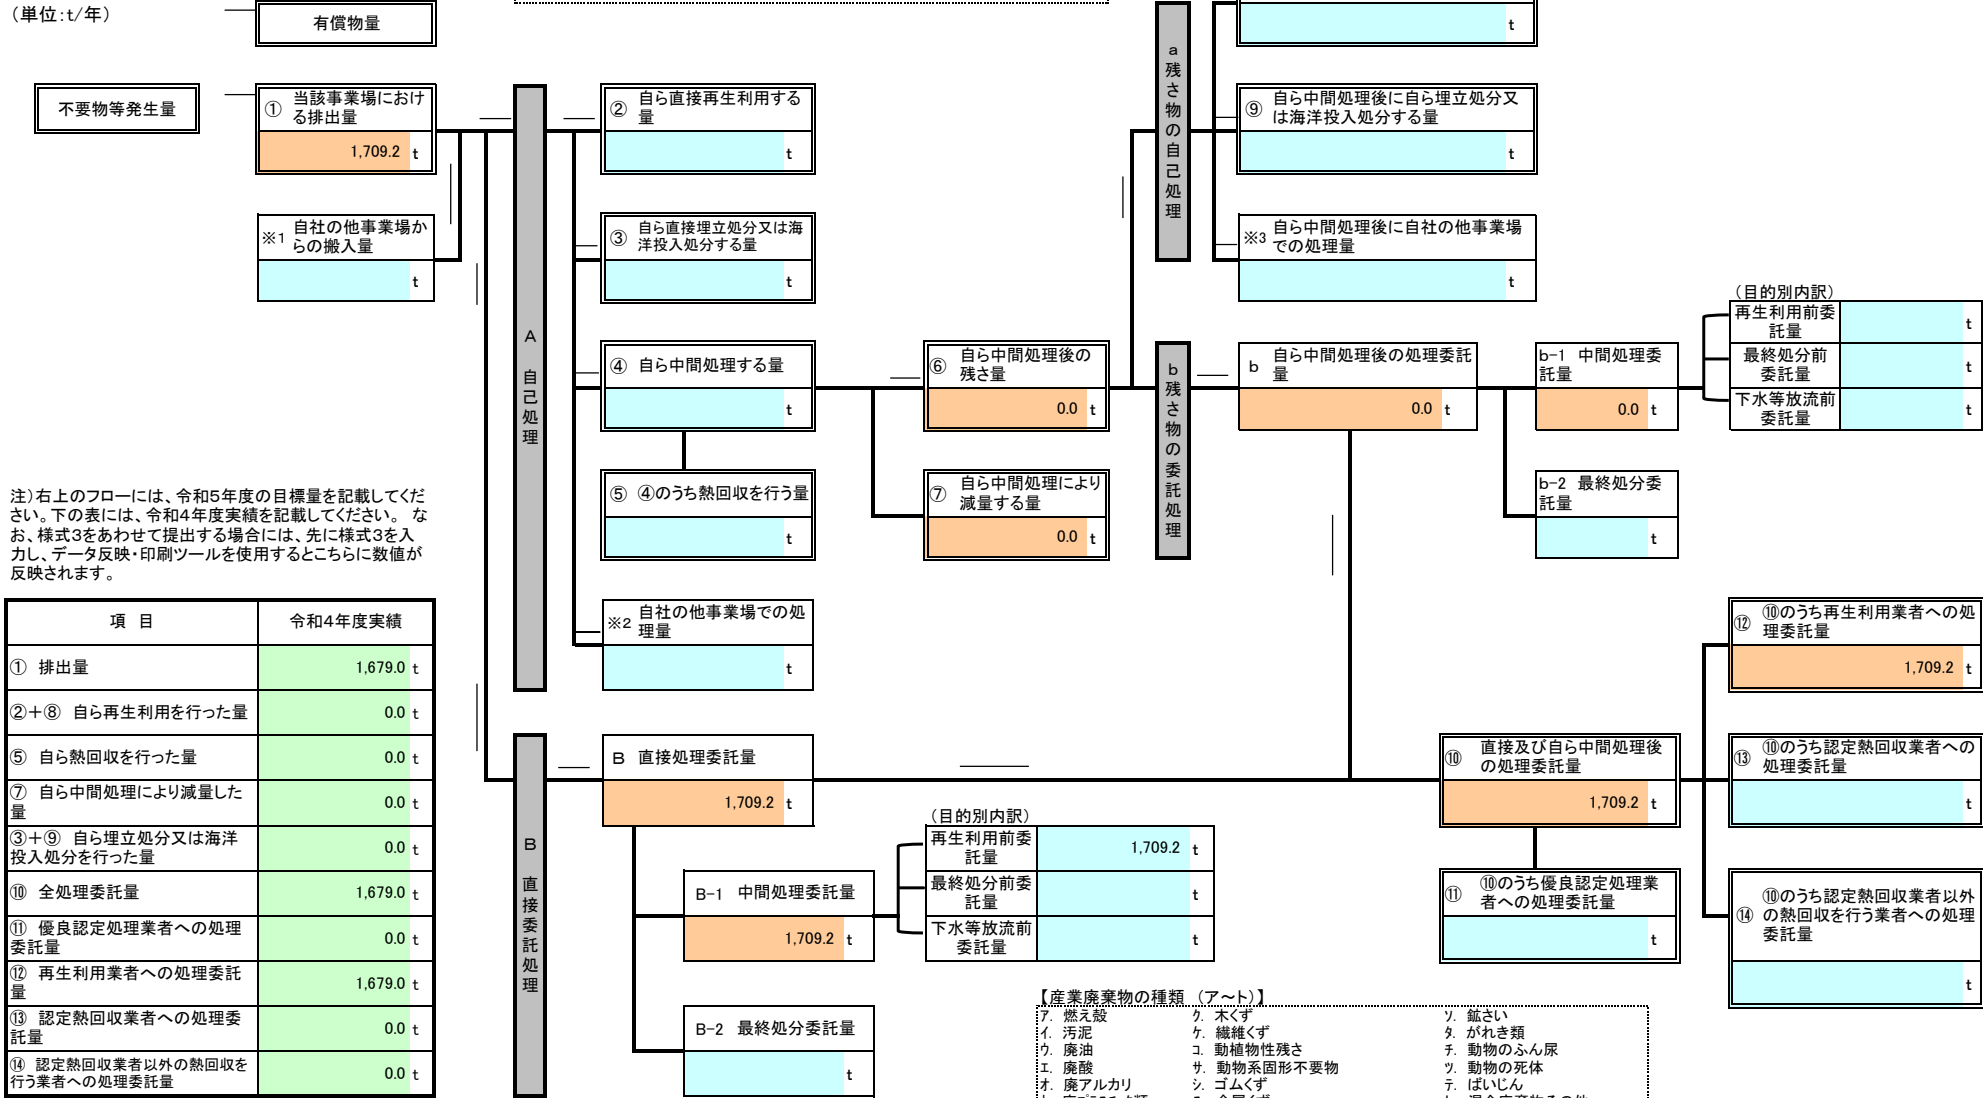 (単位:t/年)
有償物量
t
不要物等発生量
① 当該事業場におけ
る排出量
1,709.2 t
※1 自社の他事業場か
らの搬入量
t
A 自己処理
② 自ら直接再生利用する
量
t
③ 自ら直接埋立処分又は海
洋投入処分する量
t
④ 自ら中間処理する量
t
⑤ ④のうち熱回収を行う量
t
※2 自社の他事業場での処
理量
t
⑥ 自ら中間処理後の
残さ量
0.0 t
⑦ 自ら中間処理により
減量する量
0.0 t
a 残さ物の自己処理
⑨ 自ら中間処理後に自ら埋立処分又
は海洋投入処分する量
t
※3 自ら中間処理後に自社の他事業場
での処理量
t
b 残さ物の委託処理
b 自ら中間処理後の処理委託
量
0.0 t
b-1 中間処理委
託量
0.0 t
b-2 最終処分委
託量
t
(目的別内訳)
再生利用前委
託量
t
最終処分前
委託量
t
下水等放流前
委託量
t
注)右上のフローには、令和5年度の目標量を記載してくだ
さい。下の表には、令和4年度実績を記載してください。 な
お、様式3をあわせて提出する場合には、先に様式3を入
力し、データ反映・印刷ツールを使用するとこちらに数値が
反映されます。
項 目 令和4年度実績
① 排出量 1,679.0 t
②+⑧ 自ら再生利用を行った量 0.0 t
⑤ 自ら熱回収を行った量 0.0 t
⑦ 自ら中間処理により減量した
量 0.0 t
③+⑨ 自ら埋立処分又は海洋
投入処分を行った量 0.0 t
⑩ 全処理委託量 1,679.0 t
⑪ 優良認定処理業者への処理
委託量 0.0 t
⑫ 再生利用業者への処理委託
量 1,679.0 t
⑬ 認定熱回収業者への処理委
託量 0.0 t
⑭ 認定熱回収業者以外の熱回収を
行う業者への処理委託量 0.0 t
B 直接委託処理
B 直接処理委託量
1,709.2 t
B-1 中間処理委託量
1,709.2 t
B-2 最終処分委託量
t
(目的別内訳)
再生利用前委
託量
1,709.2 t
最終処分前委
託量
t
下水等放流前
委託量
t
⑩ 直接及び自ら中間処理後
の処理委託量
1,709.2 t
⑪ ⑩のうち優良認定処理業
者への処理委託量
t
⑫ ⑩のうち再生利用業者への処
理委託量
1,709.2 t
⑬ ⑩のうち認定熱回収業者への
処理委託量
t
⑭ ⑩のうち認定熱回収業者以外
の熱回収を行う業者への処理
委託量
t
【産業廃棄物の種類 (ア~ト)】
ア. 燃え殻 ク. 木くず ソ. 鉱さい
イ. 汚泥 ケ. 繊維くず タ. がれき類
ウ. 廃油 コ. 動植物性残さ チ. 動物のふん尿
エ. 廃酸 サ. 動物系固形不要物 ツ. 動物の死体
オ. 廃アルカリ シ. ゴムくず テ. ばいじん